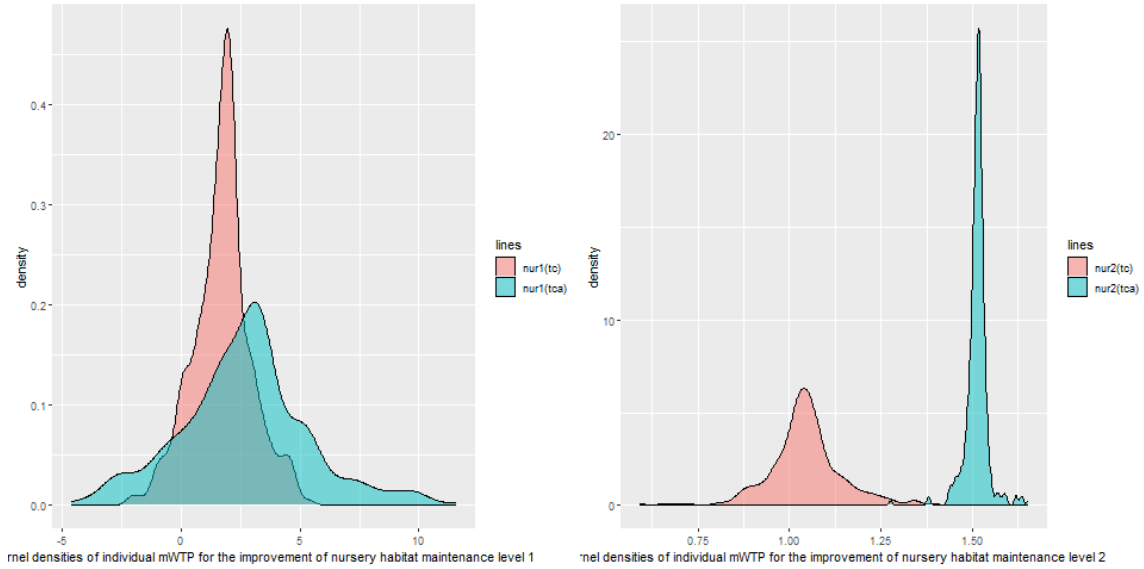 0.4
0.3
0.2
0.1
0.0
density
-5 0 5 10
rnel densities of individual mWTP for the improvement of nursery habitat maintenance level 1
lines
nur1(tc)
nur1(tca)
20
10
0
density
0.75 1.00 1.25 1.50
rnel densities of individual mWTP for the improvement of nursery habitat maintenance level 2
lines
nur2(tc)
nur2(tca)